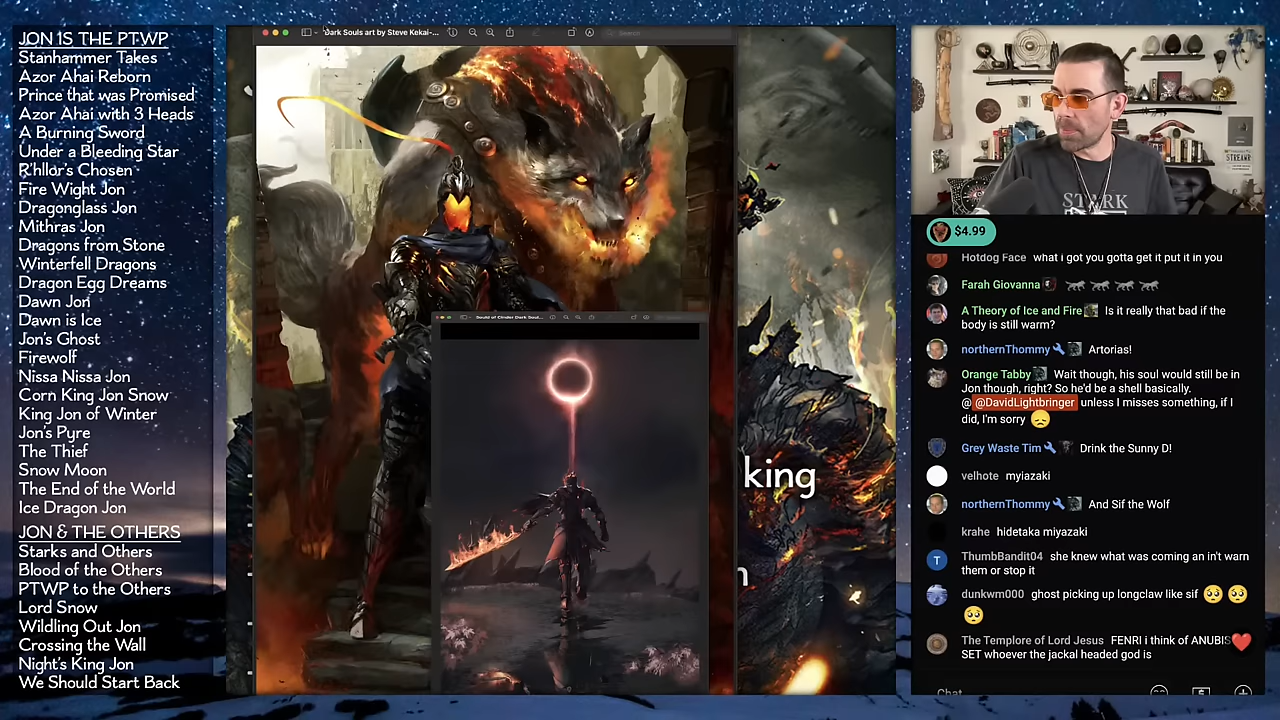 JON 1S THE PTWP
Stanhammer Takes
Azor Ahai Reborn
Prince that was Promised
Azor Ahai with 3 Heads
A Burning Sword
Under a Bleeding Star
R'hllor's Chosen
Fire Wight Jon
Dragonglass Jon
Mithras Jon
Dragons from Stone
Winterfell Dragons
Dragon Egg Dreams
Dawn Jon
Dawn is Ice
Jon's Ghost
Firewolf
Nissa Nissa Jon
Corn King Jon Snow
King Jon of Winter
Jon's Pyre
The Thief
Snow Moon
The End of the World
Ice Dragon Jon
JON & THE OTHERS
Starks and Others
Blood of the Others
PTWP to the Others
Lord Snow
Wildling Out Jon
Crossing the Wall
Night's King Jon
We Should Start Back
Dark Souls art by Steve Kekai-...
Search
Sould of Cinder Dark Soul...
king
STARK
$4.99
Hotdog Face what i got you gotta get it put it in you
Farah Giovanna
A Theory of Ice and Fire Is it really that bad if the
body is still warm?
northernThommy Artorias!
Orange Tabby Wait though, his soul would still be in
Jon though, right? So he'd be a shell basically.
@ @DavidLightbringer unless I misses something, if I
did, I'm sorry 😞
Grey Waste Tim Drink the Sunny D!
velhote myiazaki
northernThommy And Sif the Wolf
krahe hidetaka miyazaki
T ThumbBandit04 she knew what was coming an in't warn
them or stop it
dunkwm000 ghost picking up longclaw like sif 🥺 🥺
🥺
The Templore of Lord Jesus FENRI i think of ANUBIS
SET whoever the jackal headed god is
Chat